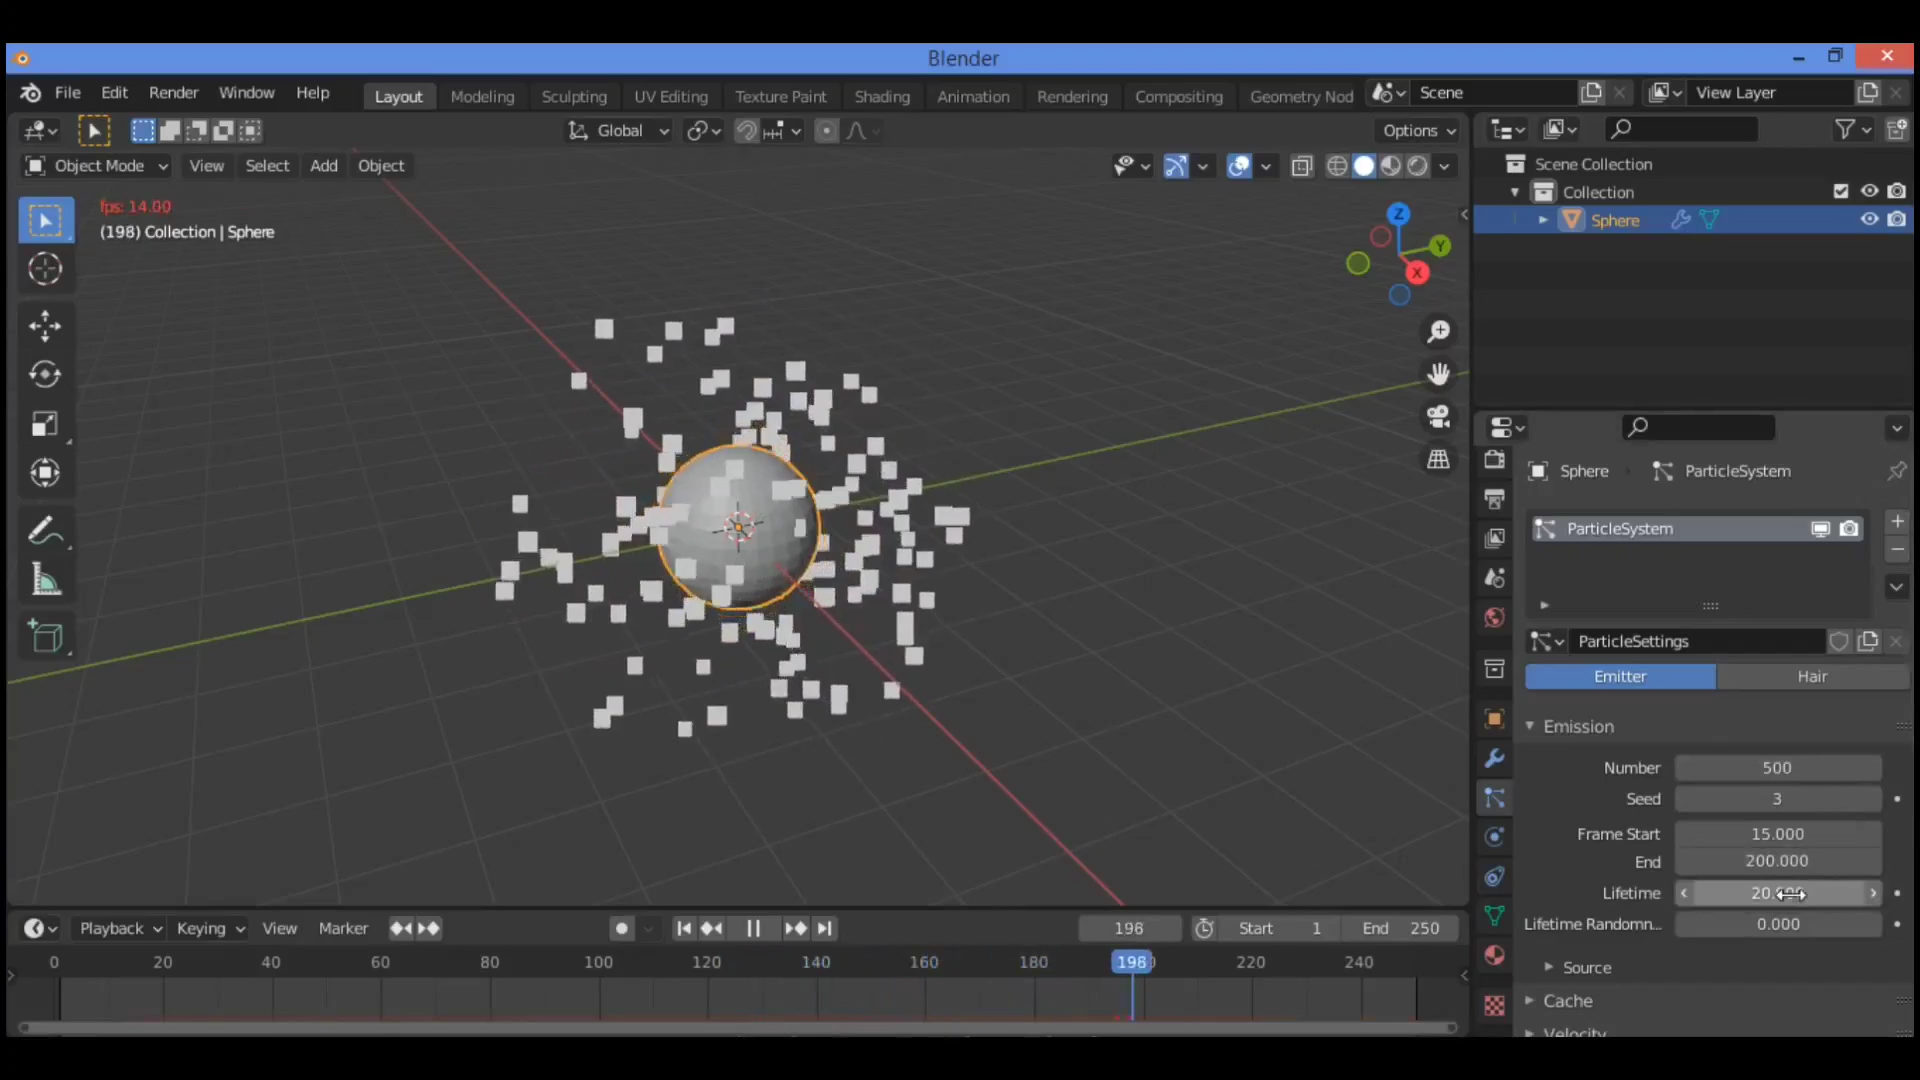 Blender
File Edit Render Window Help Layout Modeling Sculpting UV Editing Texture Paint Shading Animation Rendering Compositing Geometry Nod Scene View Layer
Global Options
Object Mode View Select Add Object
Scene Collection
Collection
Sphere
fps: 14.00
(198) Collection | Sphere
Z
Y
X
Sphere ParticleSystem
ParticleSystem
ParticleSettings
Emitter Hair
Emission
Number 500
Seed 3
Frame Start 15.000
End 200.000
Lifetime
Lifetime Randomn... 0.000
Source
Cache
Velocity
Playback Keying View Marker 198 Start 1 End 250
0 20 40 60 80 100 120 140 160 180 198 220 240